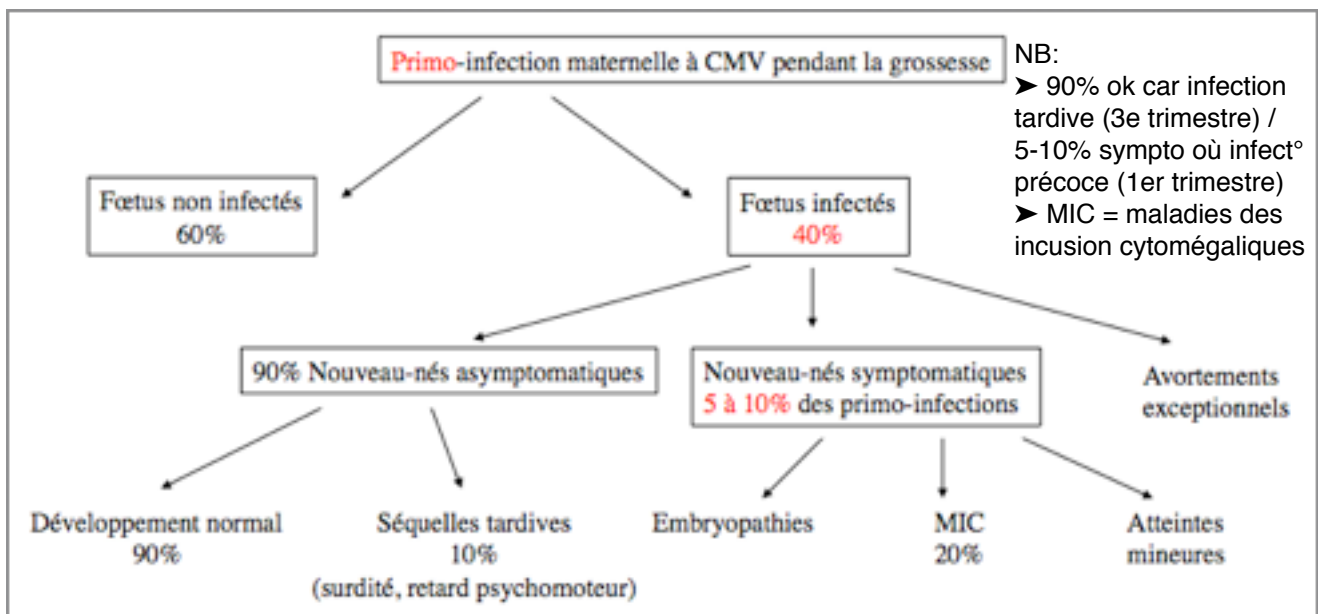 Primo-infection maternelle à CMV pendant la grossesse
NB:
➤ 90% ok car infection
tardive (3e trimestre) /
5-10% sympto où infect°
précoce (1er trimestre)
➤ MIC = maladies des
incusion cytomégaliques
Fœtus non infectés
60%
Fœtus infectés
40%
90% Nouveau-nés asymptomatiques
Nouveau-nés symptomatiques
5 à 10% des primo-infections
Avortements
exceptionnels
Développement normal
90%
Séquelles tardives
10%
(surdité, retard psychomoteur)
Embryopathies
MIC
20%
Atteintes
mineures